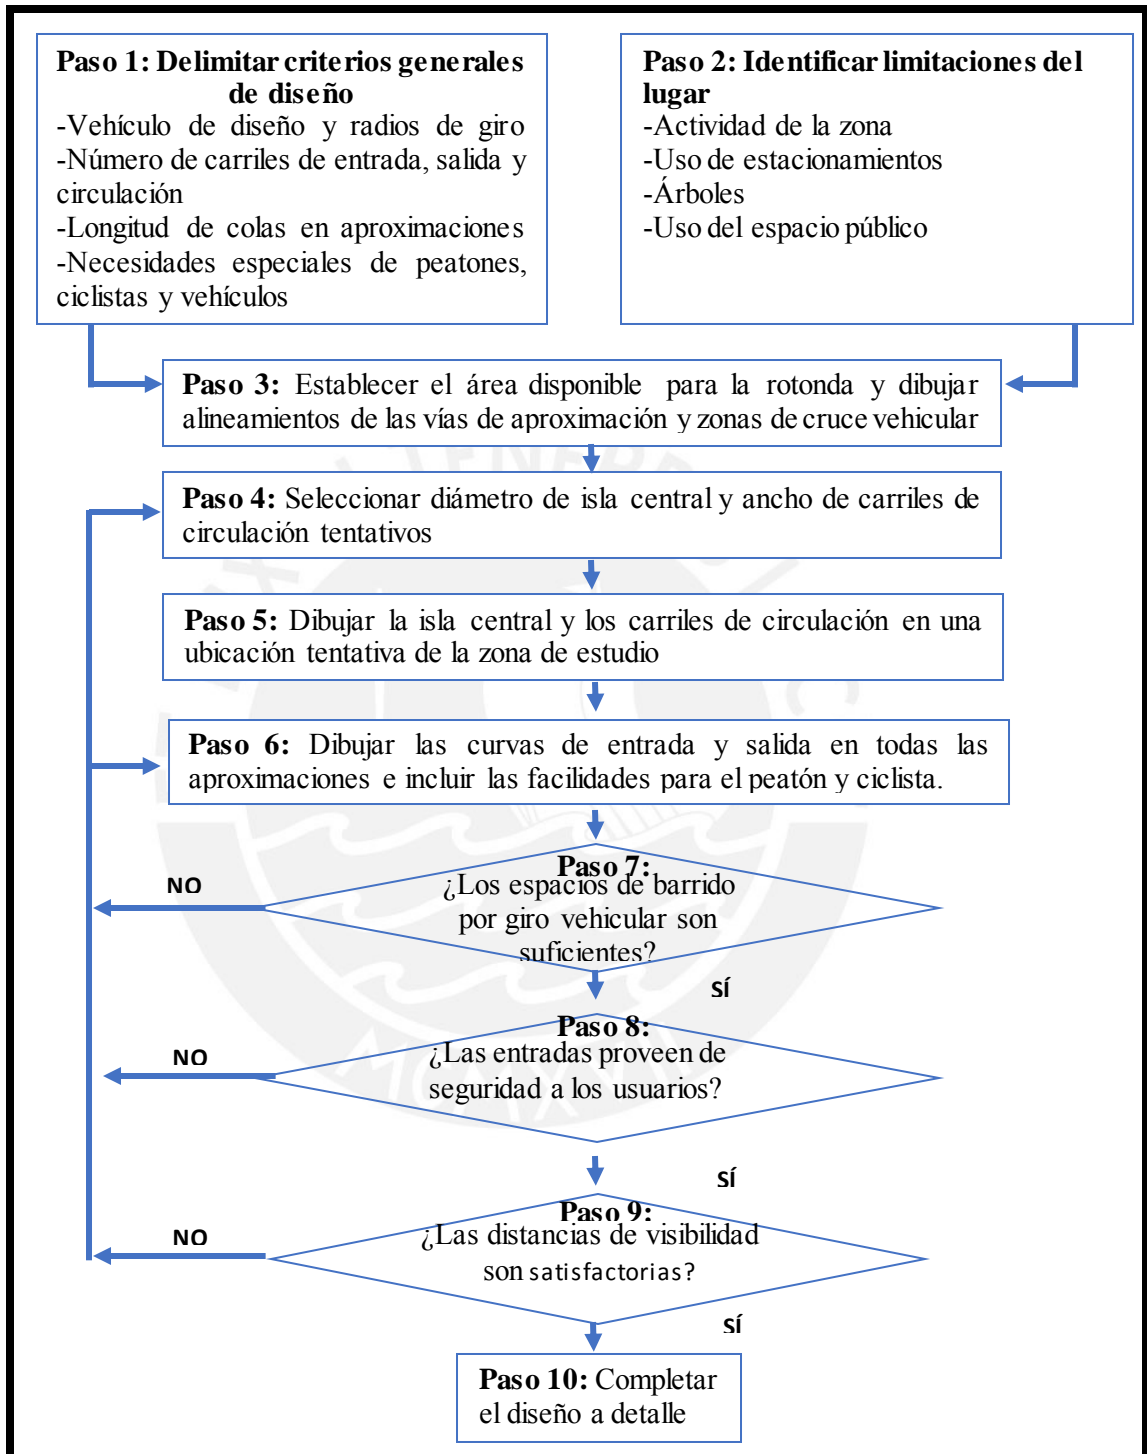 Paso 1: Delimitar criterios generales
de diseño
-Vehículo de diseño y radios de giro
-Número de carriles de entrada, salida y
circulación
-Longitud de colas en aproximaciones
-Necesidades especiales de peatones,
ciclistas y vehículos
Paso 2: Identificar limitaciones del
lugar
-Actividad de la zona
-Uso de estacionamientos
-Árboles
-Uso del espacio público
Paso 3: Establecer el área disponible para la rotonda y dibujar
alineamientos de las vías de aproximación y zonas de cruce vehicular
Paso 4: Seleccionar diámetro de isla central y ancho de carriles de
circulación tentativos
Paso 5: Dibujar la isla central y los carriles de circulación en una
ubicación tentativa de la zona de estudio
Paso 6: Dibujar las curvas de entrada y salida en todas las
aproximaciones e incluir las facilidades para el peatón y ciclista.
Paso 7:
NO
¿Los espacios de barrido
por giro vehicular son
suficientes?
SÍ
Paso 8:
NO
¿Las entradas proveen de
seguridad a los usuarios?
SÍ
Paso 9:
NO
¿Las distancias de visibilidad
son satisfactorias?
SÍ
Paso 10: Completar
el diseño a detalle
MCMXVII